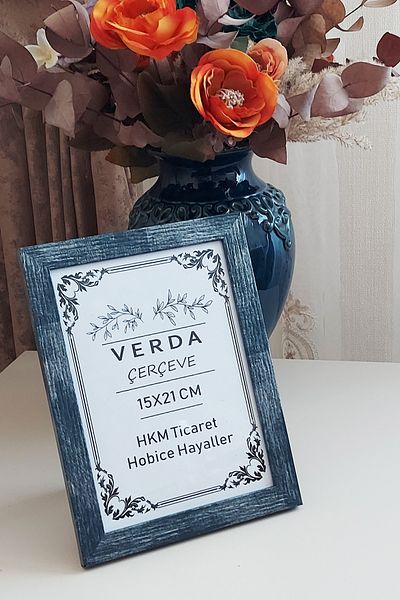 VERDA
ÇERÇEVE
15X21 CM
HKM Ticaret
Hobice Hayaller